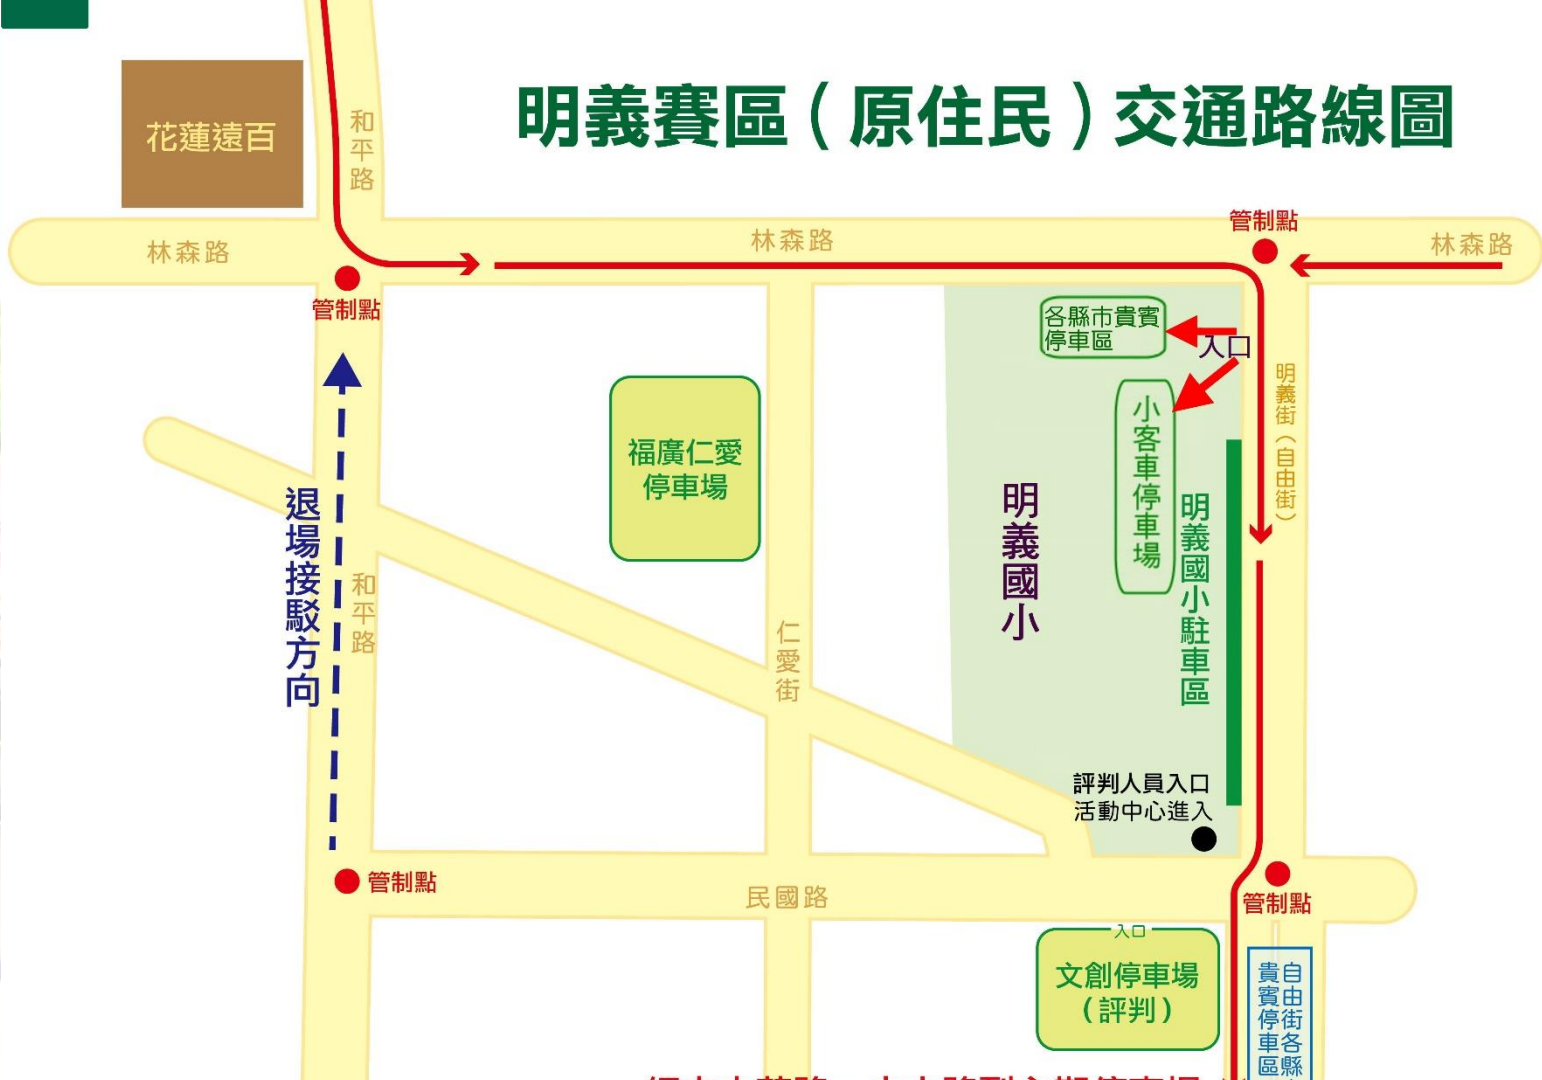 明義賽區（原住民）交通路線圖
花蓮遠百
和平路
林森路
林森路
管制點
林森路
管制點
各縣市貴賓
停車區
入口
明義街（自由街）
小客車停車場
福廣仁愛
停車場
明義國小
明義國小駐車區
退場接駁方向
和平路
仁愛街
評判人員入口
活動中心進入
管制點
民國路
管制點
入口
文創停車場
（評判）
自由街各縣
貴賓停車區